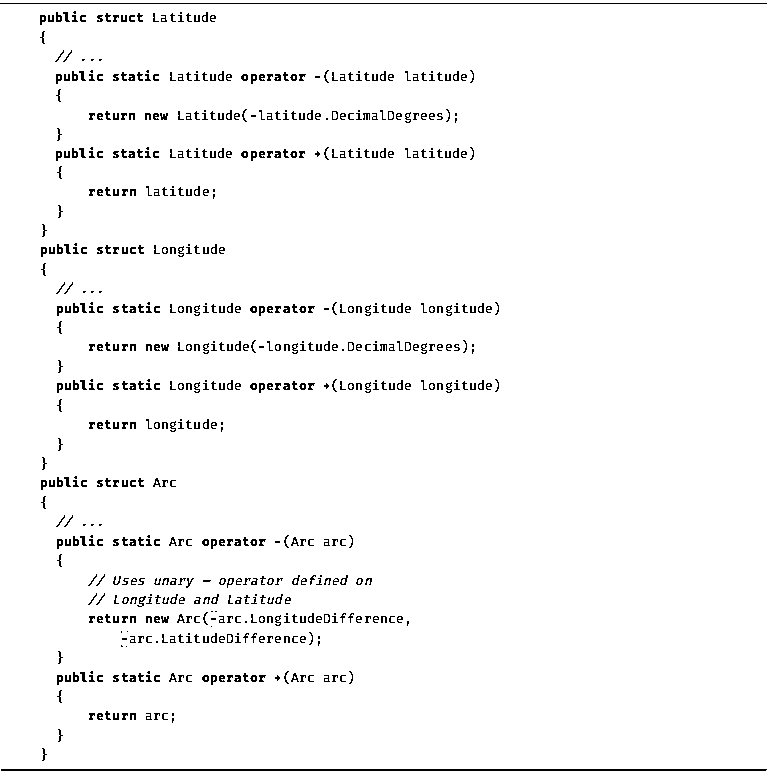 public struct Latitude
{
  // ...
  public static Latitude operator -(Latitude latitude)
  {
      return new Latitude(-latitude.DecimalDegrees);
  }
  public static Latitude operator +(Latitude latitude)
  {
      return latitude;
  }
}
public struct Longitude
{
  // ...
  public static Longitude operator -(Longitude longitude)
  {
      return new Longitude(-longitude.DecimalDegrees);
  }
  public static Longitude operator +(Longitude longitude)
  {
      return longitude;
  }
}
public struct Arc
{
  // ...
  public static Arc operator -(Arc arc)
  {
      // Uses unary – operator defined on
      // Longitude and Latitude
      return new Arc(-arc.LongitudeDifference,
          -arc.LatitudeDifference);
  }
  public static Arc operator +(Arc arc)
  {
      return arc;
  }
}